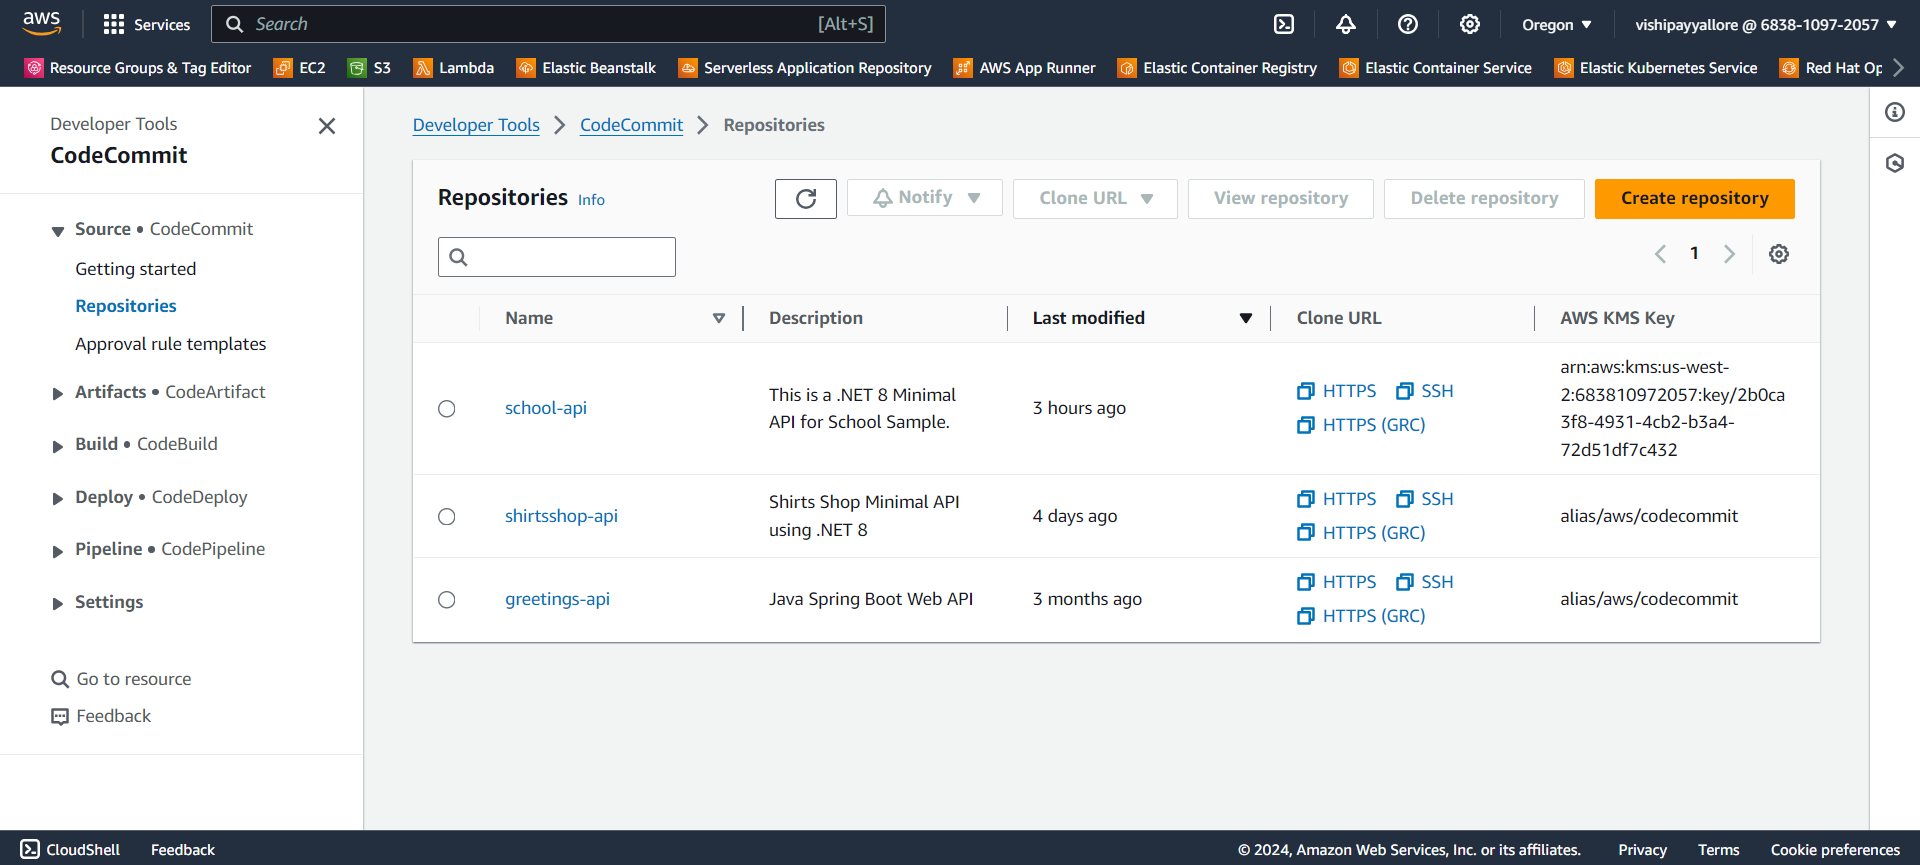 aws
Services
Search
[Alt+S]
Oregon
vishipayyallore @ 6838-1097-2057
Resource Groups & Tag Editor
EC2
S3
Lambda
Elastic Beanstalk
Serverless Application Repository
AWS App Runner
Elastic Container Registry
Elastic Container Service
Elastic Kubernetes Service
Red Hat Op
Developer Tools
CodeCommit
Source • CodeCommit
Getting started
Repositories
Approval rule templates
Artifacts • CodeArtifact
Build • CodeBuild
Deploy • CodeDeploy
Pipeline • CodePipeline
Settings
Go to resource
Feedback
Developer Tools
CodeCommit
Repositories
Repositories Info
Notify
Clone URL
View repository
Delete repository
Create repository
1
Name
Description
Last modified
Clone URL
AWS KMS Key
school-api
This is a .NET 8 Minimal
API for School Sample.
3 hours ago
HTTPS SSH
HTTPS (GRC)
arn:aws:kms:us-west-
2:683810972057:key/2b0ca
3f8-4931-4cb2-b3a4-
72d51df7c432
shirtsshop-api
Shirts Shop Minimal API
using .NET 8
4 days ago
HTTPS SSH
HTTPS (GRC)
alias/aws/codecommit
greetings-api
Java Spring Boot Web API
3 months ago
HTTPS SSH
HTTPS (GRC)
alias/aws/codecommit
CloudShell
Feedback
© 2024, Amazon Web Services, Inc. or its affiliates.
Privacy
Terms
Cookie preferences